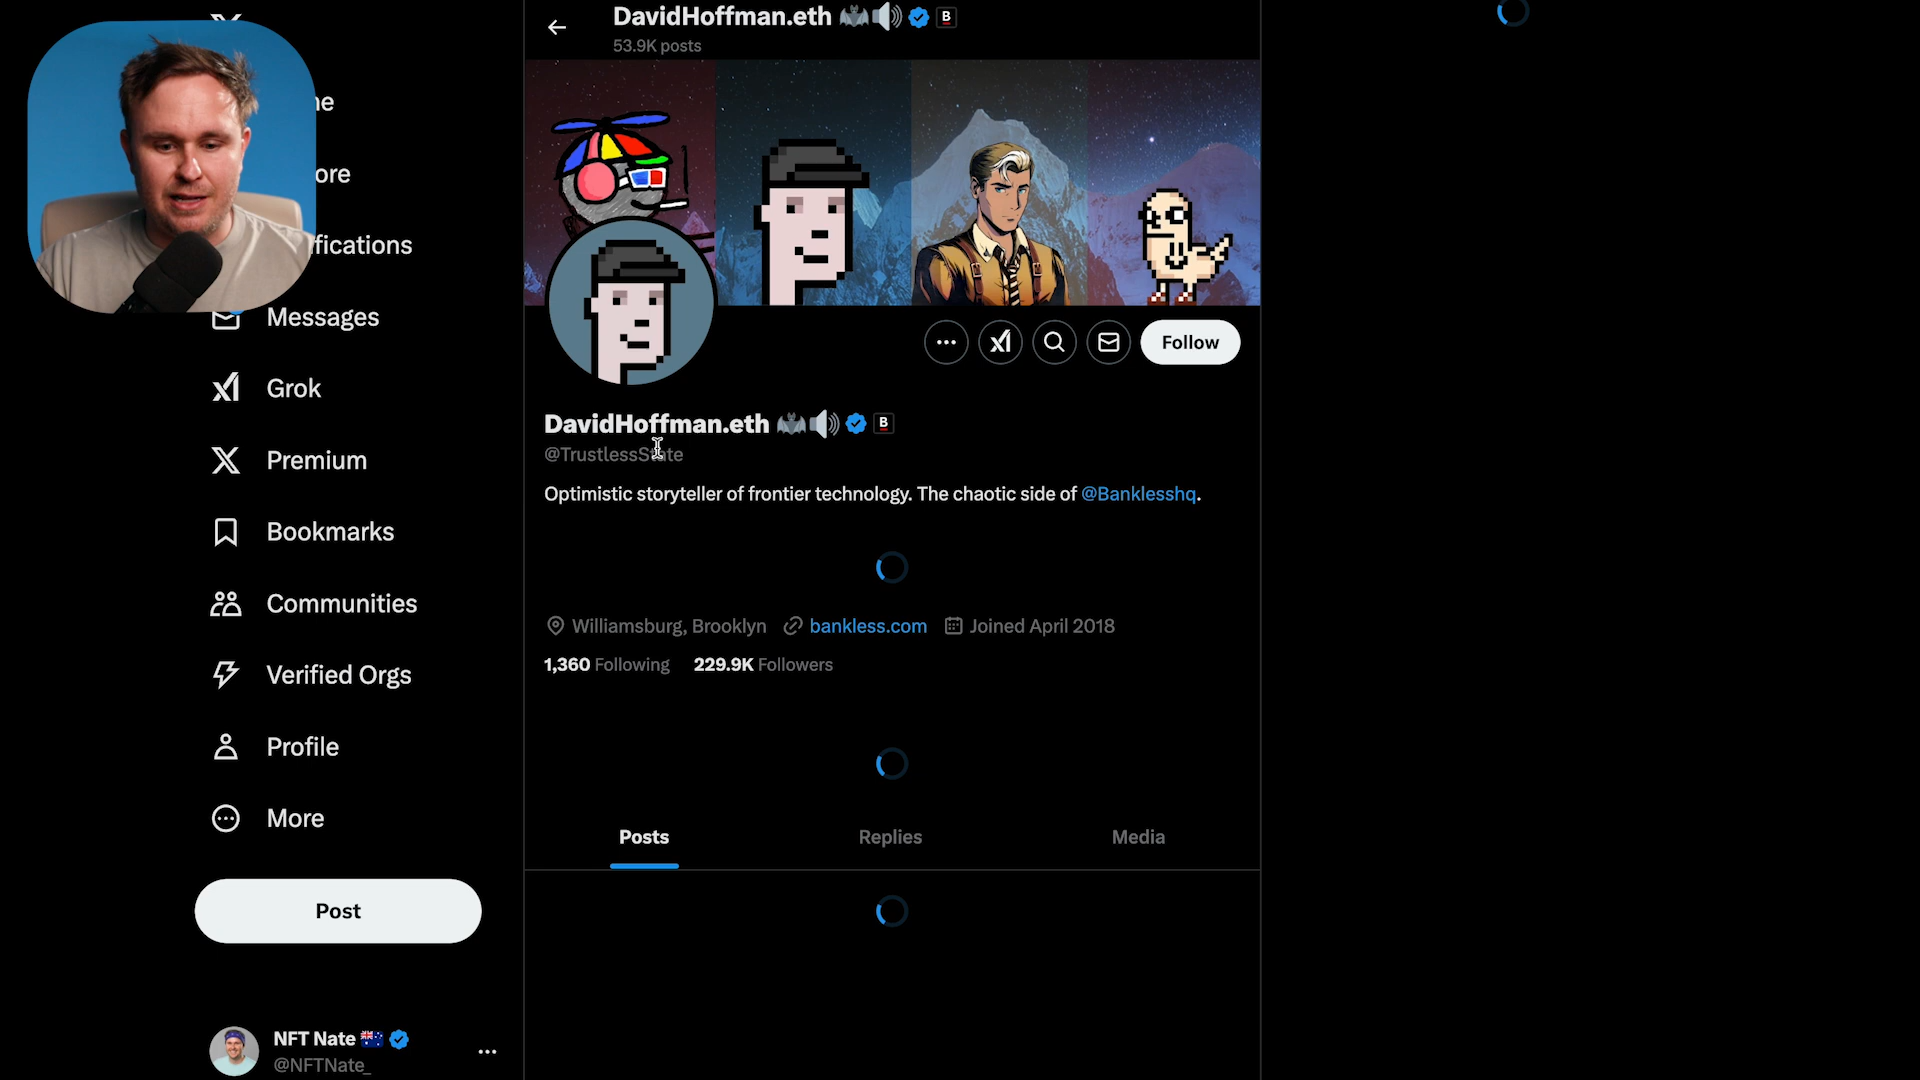 DavidHoffman.eth 🦇🔊 B
53.9K posts
ne
ore
fications
Messages
Grok
Premium
Bookmarks
Communities
Verified Orgs
Profile
More
Post
NFT Nate 🇦🇺
@NFTNate_
Follow
DavidHoffman.eth 🦇🔊 B
@TrustlessState
Optimistic storyteller of frontier technology. The chaotic side of @Banklesshq.
Williamsburg, Brooklyn bankless.com Joined April 2018
1,360 Following 229.9K Followers
Posts Replies Media